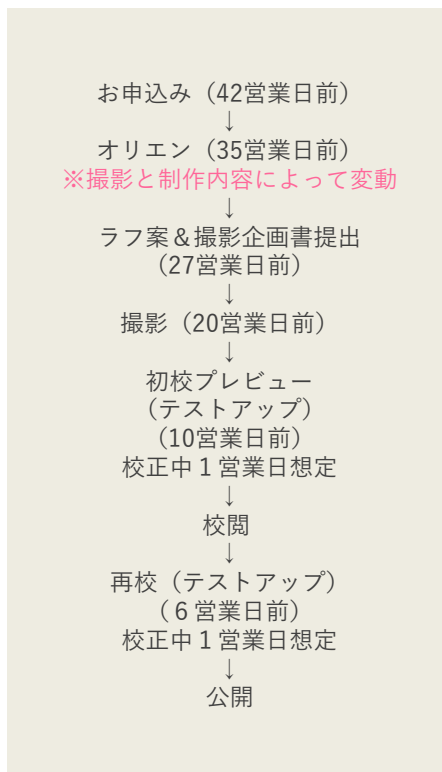 お申込み（42営業日前）
↓
オリエン（35営業日前）
※撮影と制作内容によって変動
↓
ラフ案＆撮影企画書提出
（27営業日前）
↓
撮影（20営業日前）
↓
初校プレビュー
（テストアップ）
（10営業日前）
校正中１営業日想定
↓
校閲
↓
再校（テストアップ）
（６営業日前）
校正中１営業日想定
↓
公開